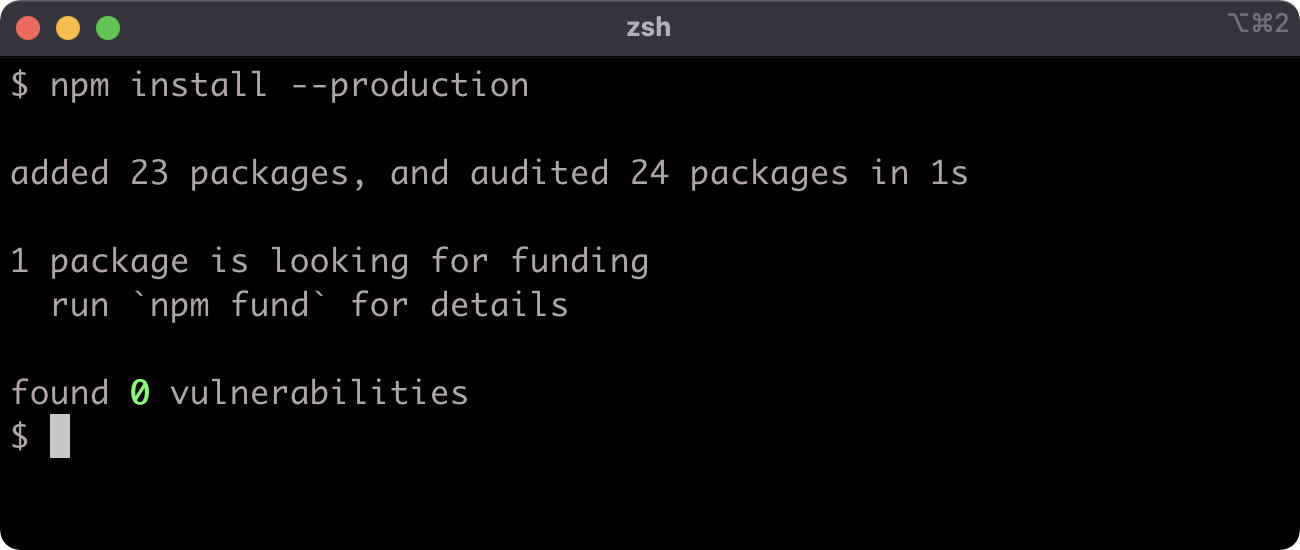 zsh
⌥⌘2
$ npm install --production
added 23 packages, and audited 24 packages in 1s
1 package is looking for funding
run `npm fund` for details
found 0 vulnerabilities
$